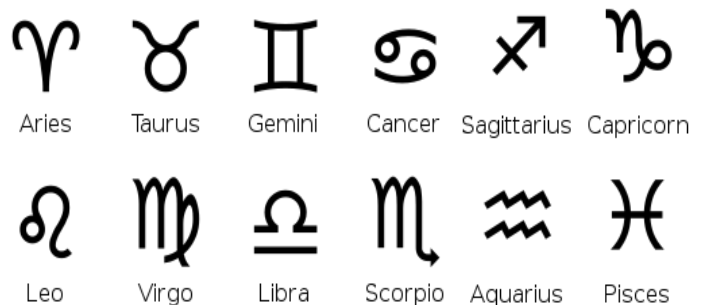 Aries Taurus Gemini Cancer Sagittarius Capricorn
Leo Virgo Libra Scorpio Aquarius Pisces